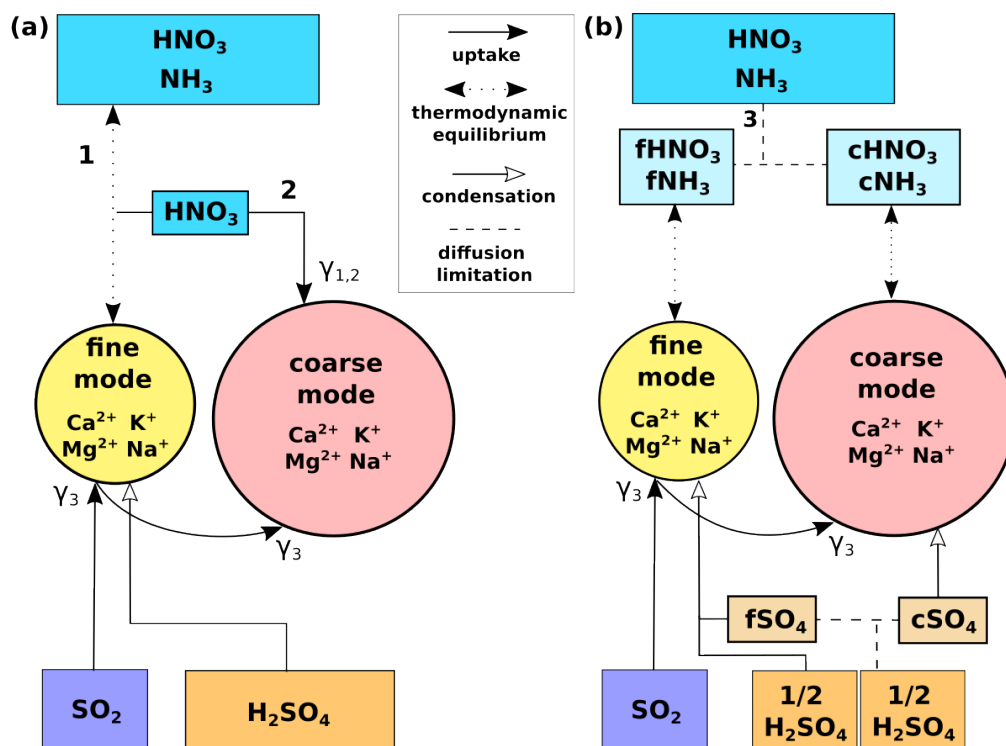 (a)
HNO₃
NH₃
1
2
HNO₃
γ₁,₂
fine
mode
Ca²⁺ K⁺
Mg²⁺ Na⁺
coarse
mode
Ca²⁺ K⁺
Mg²⁺ Na⁺
γ₃
γ₃
SO₂
H₂SO₄
uptake
thermodynamic
equilibrium
condensation
diffusion
limitation
(b)
HNO₃
NH₃
3
fHNO₃
fNH₃
cHNO₃
cNH₃
fine
mode
Ca²⁺ K⁺
Mg²⁺ Na⁺
coarse
mode
Ca²⁺ K⁺
Mg²⁺ Na⁺
γ₃
γ₃
fSO₄
cSO₄
SO₂
1/2
H₂SO₄
1/2
H₂SO₄